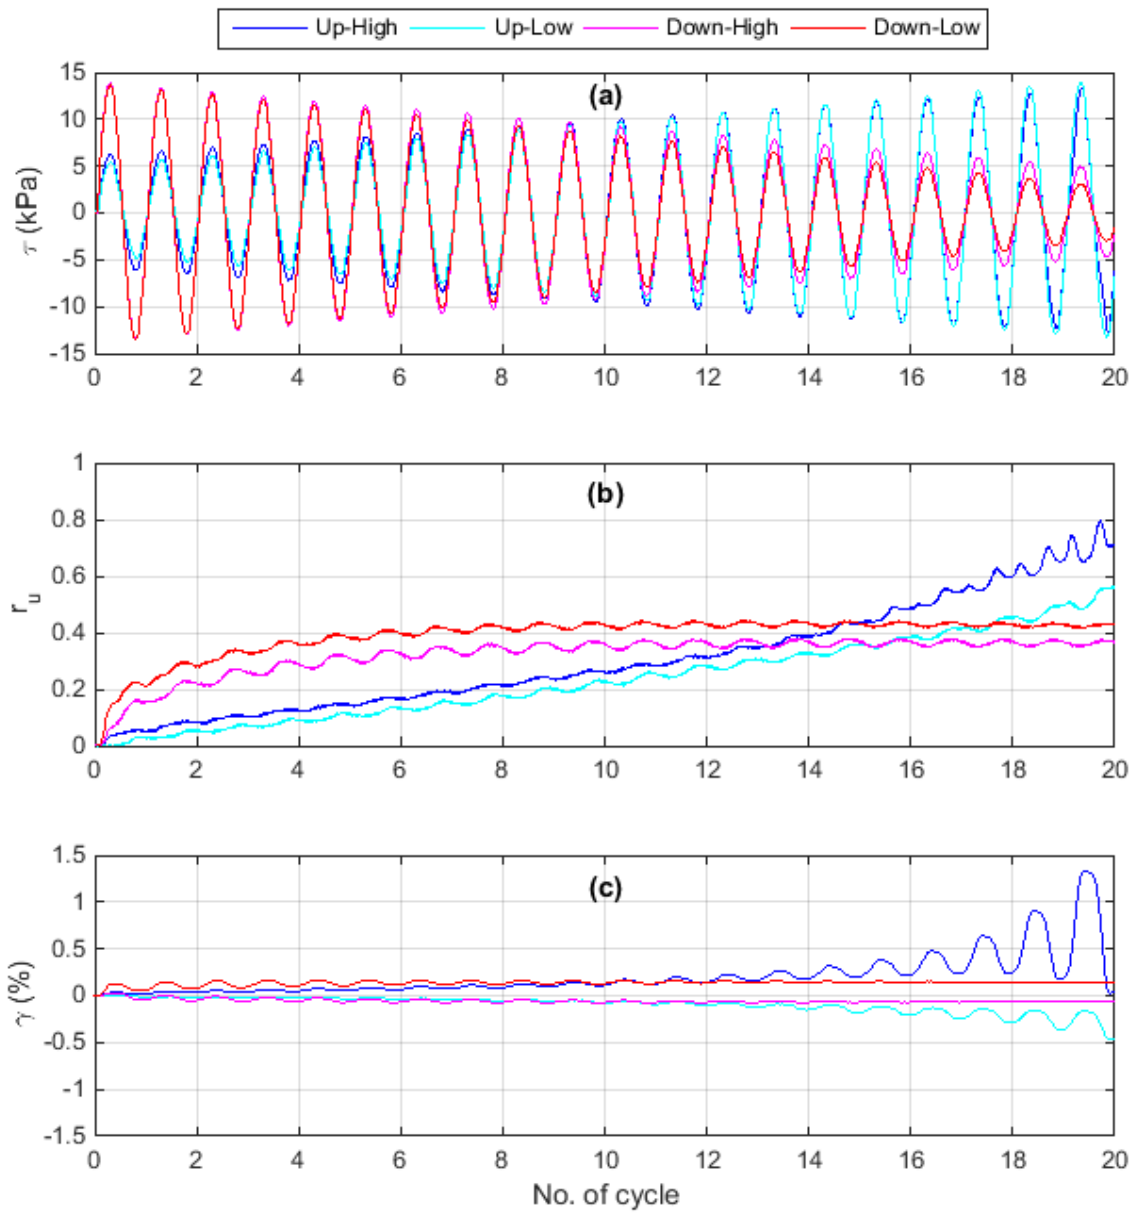 Up-High Up-Low Down-High Down-Low
(a)
τ (kPa)
15
10
5
0
-5
-10
-15
0 2 4 6 8 10 12 14 16 18 20
(b)
r_u
1
0.8
0.6
0.4
0.2
0
0 2 4 6 8 10 12 14 16 18 20
(c)
γ (%)
1.5
1
0.5
0
-0.5
-1
-1.5
0 2 4 6 8 10 12 14 16 18 20
No. of cycle